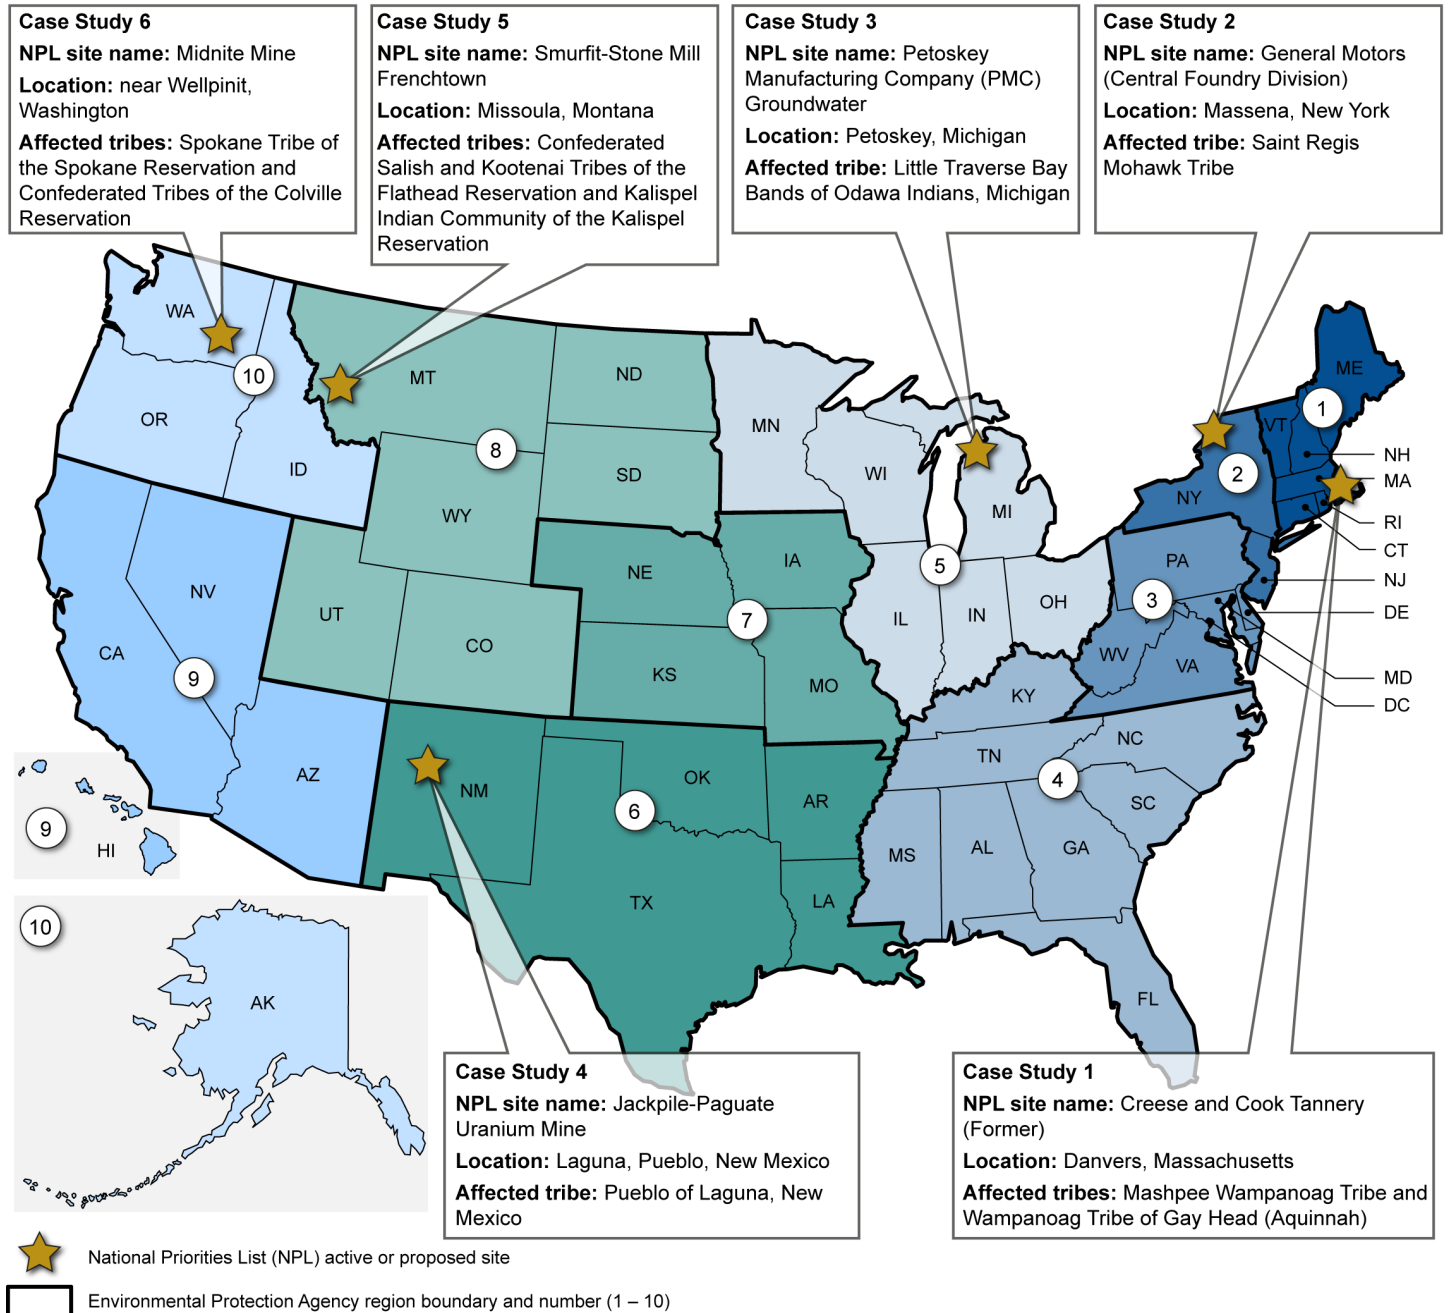 Case Study 6
NPL site name: Midnite Mine
Location: near Wellpinit,
Washington
Affected tribes: Spokane Tribe of
the Spokane Reservation and
Confederated Tribes of the Colville
Reservation
Case Study 5
NPL site name: Smurfit-Stone Mill
Frenchtown
Location: Missoula, Montana
Affected tribes: Confederated
Salish and Kootenai Tribes of the
Flathead Reservation and Kalispel
Indian Community of the Kalispel
Reservation
Case Study 3
NPL site name: Petoskey
Manufacturing Company (PMC)
Groundwater
Location: Petoskey, Michigan
Affected tribe: Little Traverse Bay
Bands of Odawa Indians, Michigan
Case Study 2
NPL site name: General Motors
(Central Foundry Division)
Location: Massena, New York
Affected tribe: Saint Regis
Mohawk Tribe
WA
10
OR
ID
MT
8
ND
SD
WY
UT
CO
MN
WI
MI
5
IL
IN
OH
ME
1
VT
NH
MA
RI
CT
NJ
DE
MD
DC
2
NY
PA
3
WV
VA
NV
CA
9
AZ
NE
IA
7
KS
MO
KY
TN
NC
4
SC
MS
AL
GA
FL
NM
OK
6
AR
TX
LA
9
HI
10
AK
Case Study 4
NPL site name: Jackpile-Paguate
Uranium Mine
Location: Laguna, Pueblo, New Mexico
Affected tribe: Pueblo of Laguna, New
Mexico
Case Study 1
NPL site name: Creese and Cook Tannery
(Former)
Location: Danvers, Massachusetts
Affected tribes: Mashpee Wampanoag Tribe and
Wampanoag Tribe of Gay Head (Aquinnah)
National Priorities List (NPL) active or proposed site
Environmental Protection Agency region boundary and number (1 – 10)